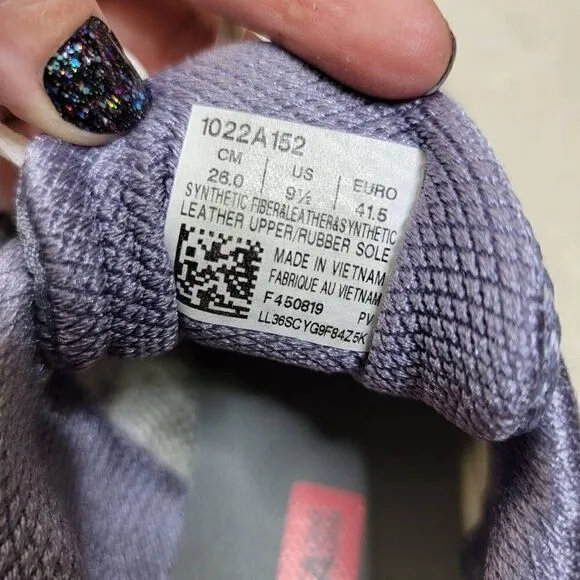 1022A152
CM US EURO
26.0 9½ 41.5
SYNTHETIC FIBER&LEATHER&SYNTHETIC
LEATHER UPPER/RUBBER SOLE
MADE IN VIETNAM
FABRIQUE AU VIETNAM
F450819 PV
LL36SCYG9F84Z5K